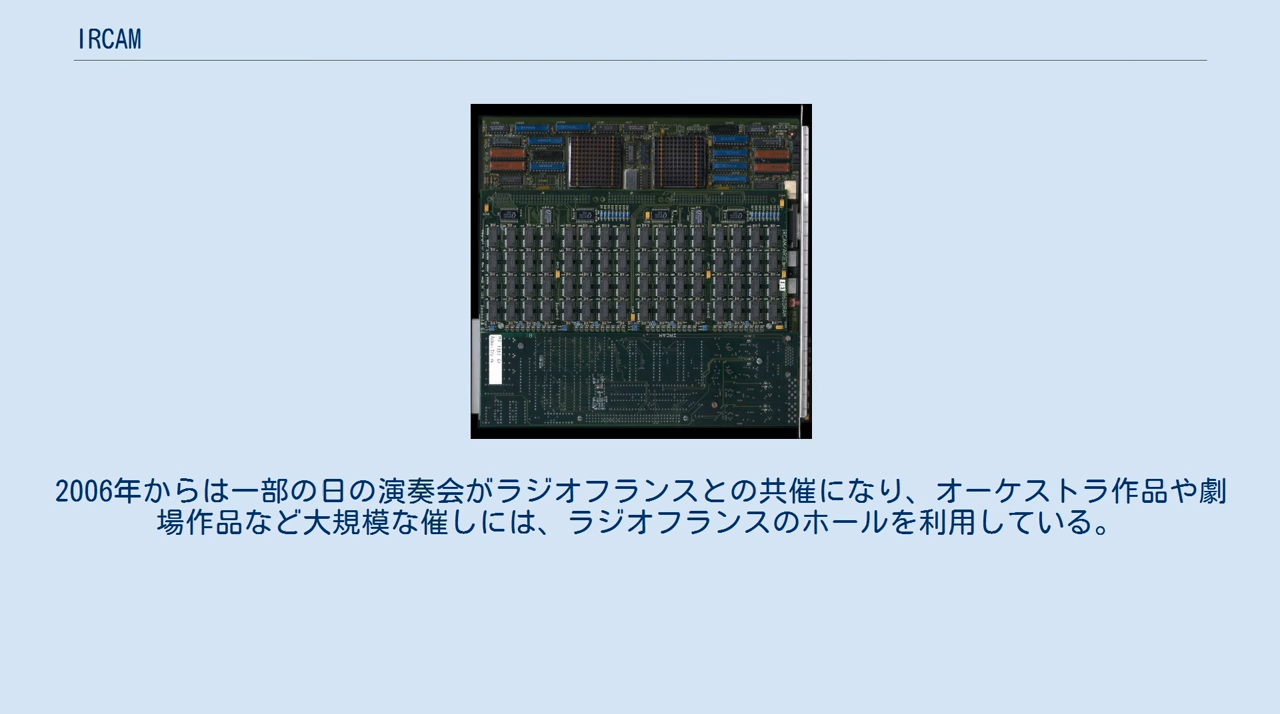 IRCAM
2006年からは一部の日の演奏会がラジオフランスとの共催になり、オーケストラ作品や劇
場作品など大規模な催しには、ラジオフランスのホールを利用している。